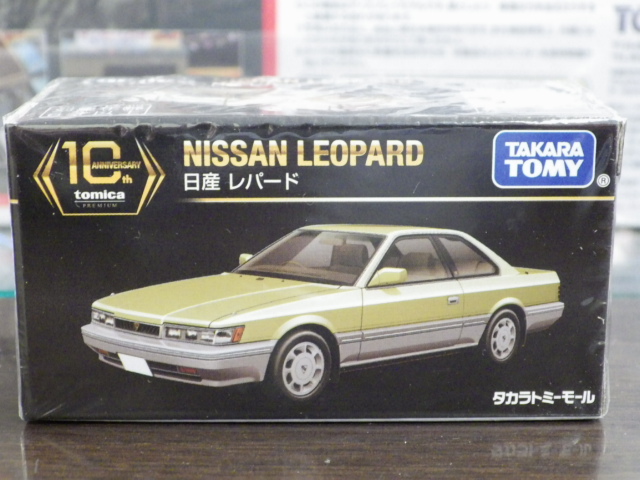 10th
ANNIVERSARY
tomica
PREMIUM
NISSAN LEOPARD
日産 レパード
TAKARA
TOMY
®
タカラトミーモール